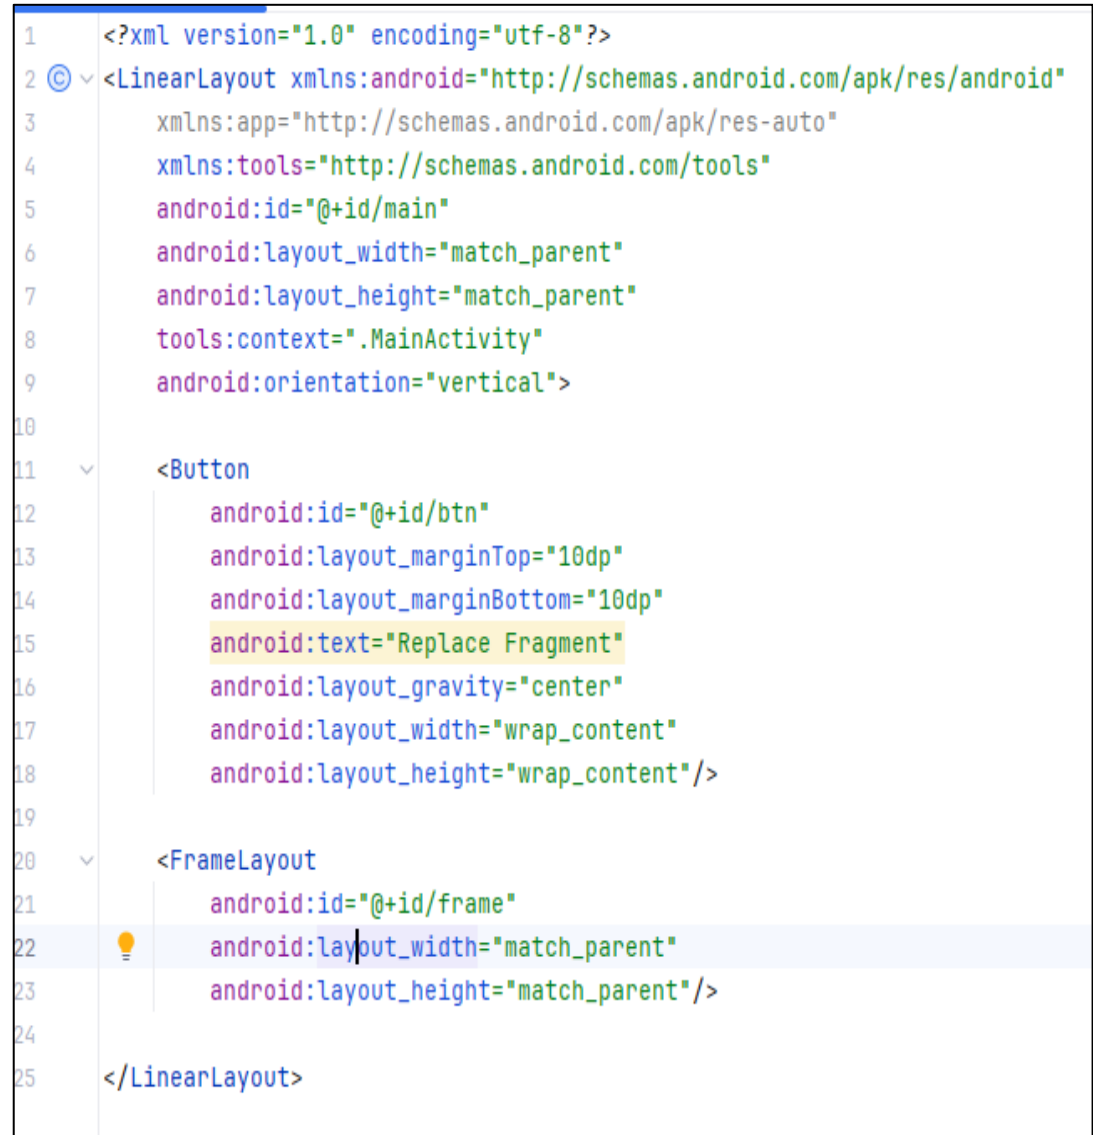 1 <?xml version="1.0" encoding="utf-8"?>
2 © <LinearLayout xmlns:android="http://schemas.android.com/apk/res/android"
3 xmlns:app="http://schemas.android.com/apk/res-auto"
4 xmlns:tools="http://schemas.android.com/tools"
5 android:id="@+id/main"
6 android:layout_width="match_parent"
7 android:layout_height="match_parent"
8 tools:context=".MainActivity"
9 android:orientation="vertical">
10
11 <Button
12 android:id="@+id/btn"
13 android:layout_marginTop="10dp"
14 android:layout_marginBottom="10dp"
15 android:text="Replace Fragment"
16 android:layout_gravity="center"
17 android:layout_width="wrap_content"
18 android:layout_height="wrap_content"/>
19
20 <FrameLayout
21 android:id="@+id/frame"
22 android:layout_width="match_parent"
23 android:layout_height="match_parent"/>
24
25 </LinearLayout>